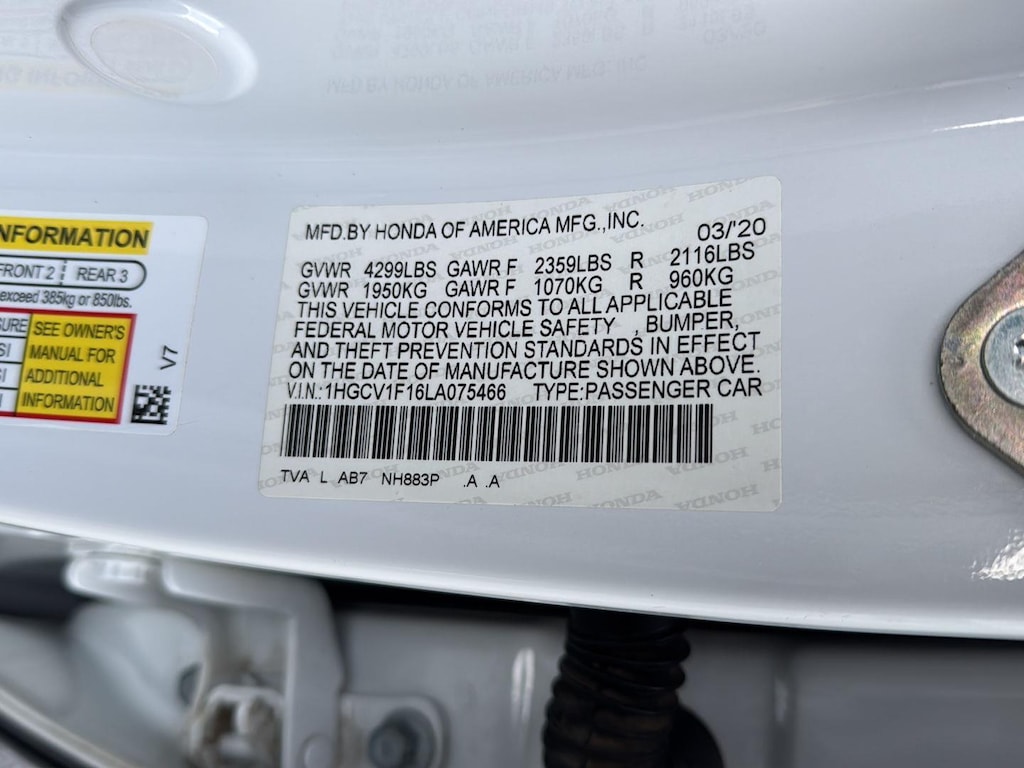 INFORMATION
FRONT 2 REAR 3
exceed 385kg or 850lbs.
SEE OWNER'S
MANUAL FOR
ADDITIONAL
INFORMATION
V7
MFD.BY HONDA OF AMERICA MFG.,INC. 03/'20
GVWR 4299LBS GAWR F 2359LBS R 2116LBS
GVWR 1950KG GAWR F 1070KG R 960KG
THIS VEHICLE CONFORMS TO ALL APPLICABLE
FEDERAL MOTOR VEHICLE SAFETY , BUMPER,
AND THEFT PREVENTION STANDARDS IN EFFECT
ON THE DATE OF MANUFACTURE SHOWN ABOVE.
V.I.N.: 1HGCV1F16LA075466 TYPE:PASSENGER CAR
TVA L AB7 NH883P .A .A